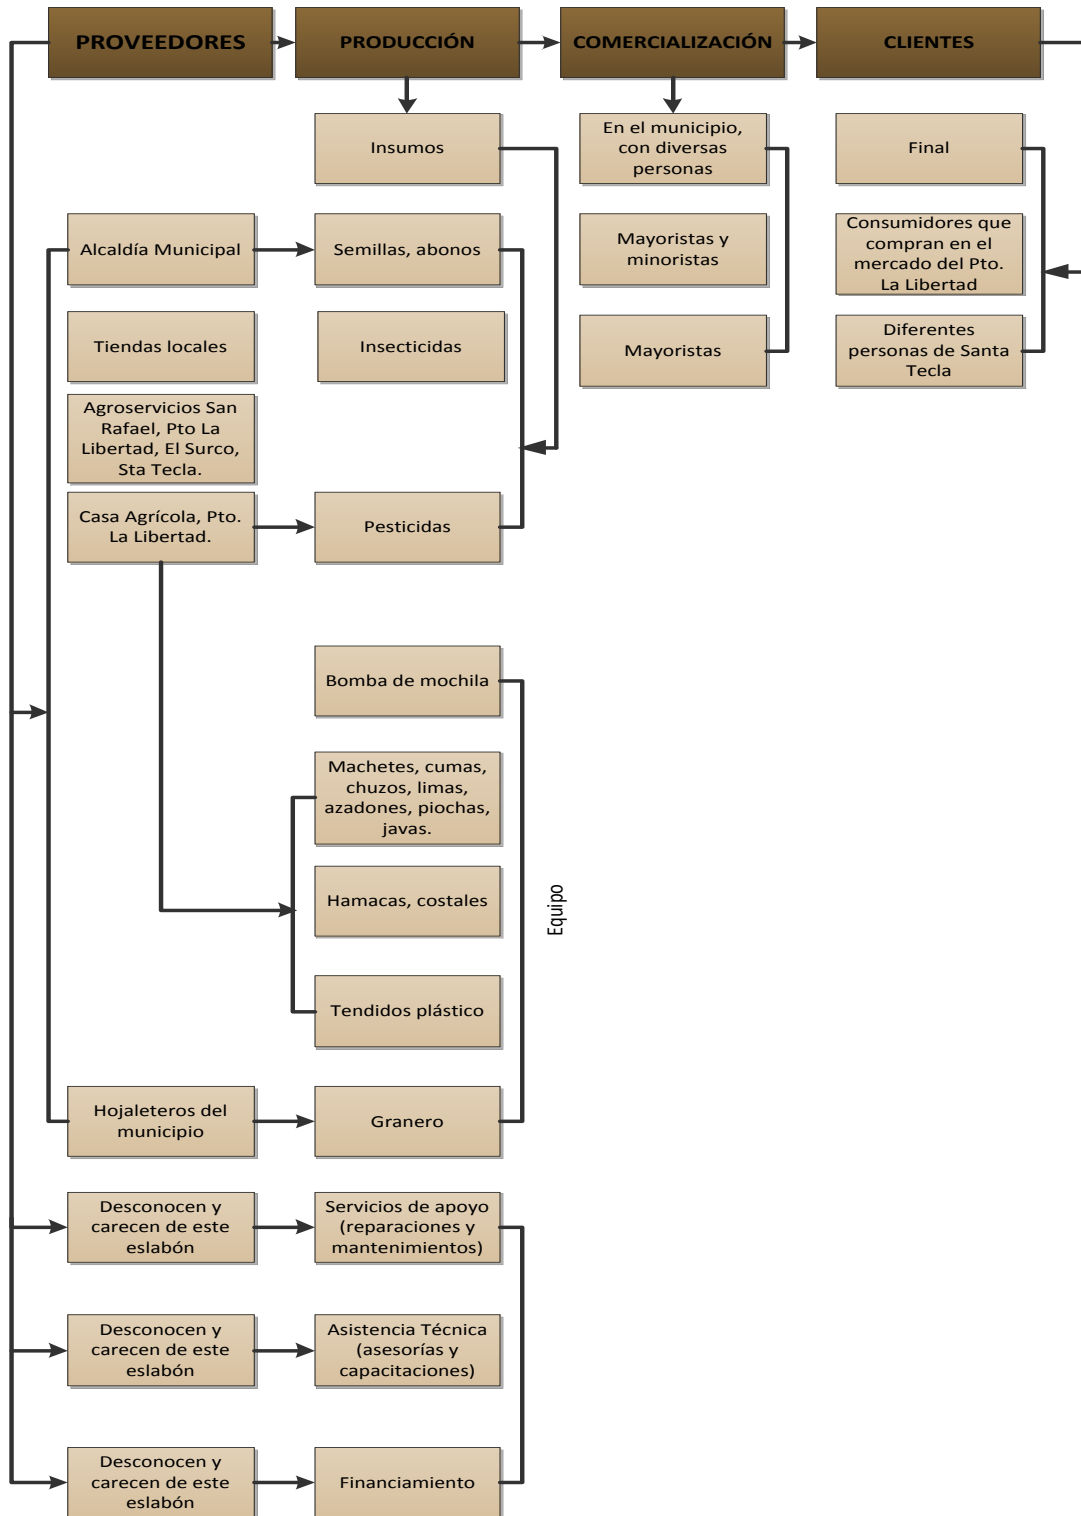 PROVEEDORES
PRODUCCIÓN
COMERCIALIZACIÓN
CLIENTES
Insumos
En el municipio,
con diversas
personas
Final
Alcaldía Municipal
Semillas, abonos
Mayoristas y
minoristas
Consumidores que
compran en el
mercado del Pto.
La Libertad
Tiendas locales
Insecticidas
Mayoristas
Diferentes
personas de Santa
Tecla
Agroservicios San
Rafael, Pto La
Libertad, El Surco,
Sta Tecla.
Casa Agrícola, Pto.
La Libertad.
Pesticidas
Bomba de mochila
Machetes, cumas,
chuzos, limas,
azadones, piochas,
javas.
Hamacas, costales
Equipo
Tendidos plástico
Hojaleteros del
municipio
Granero
Desconocen y
carecen de este
eslabón
Servicios de apoyo
(reparaciones y
mantenimientos)
Desconocen y
carecen de este
eslabón
Asistencia Técnica
(asesorías y
capacitaciones)
Desconocen y
carecen de este
eslabón
Financiamiento